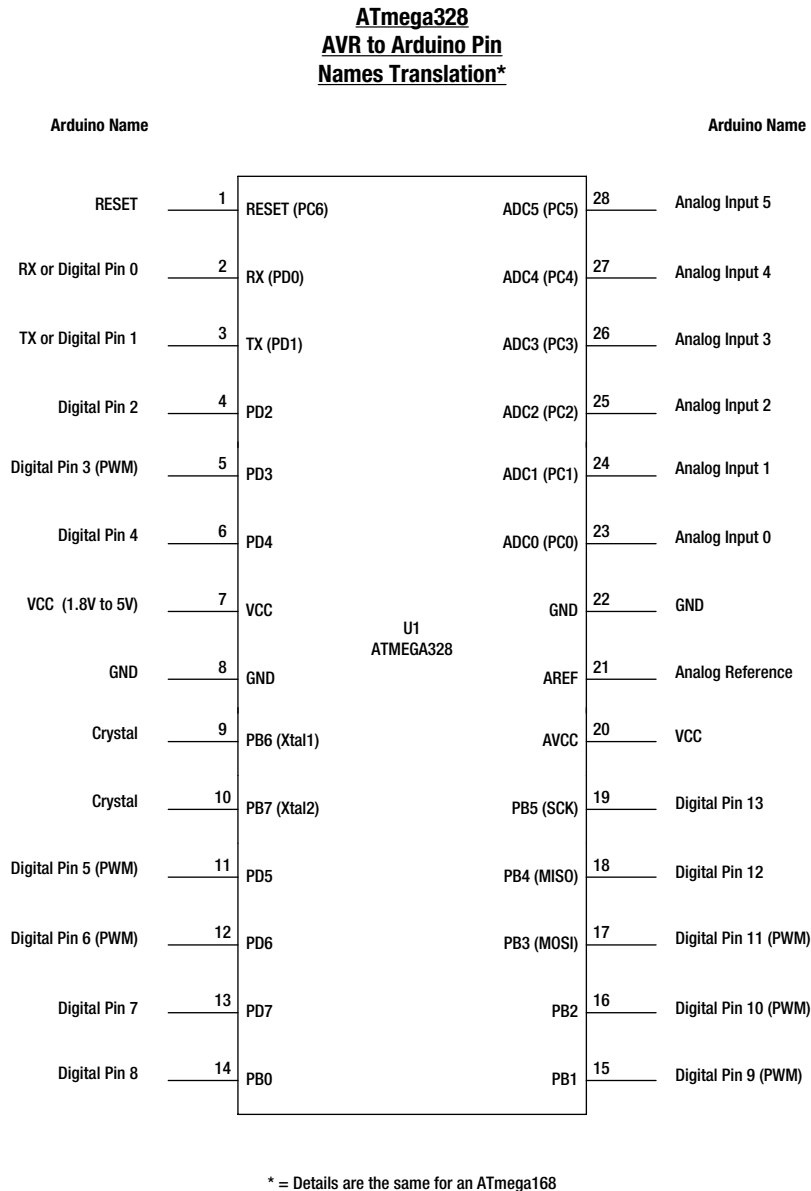 ATmega328
AVR to Arduino Pin
Names Translation*
Arduino Name
Arduino Name
RESET 1 RESET (PC6) ADC5 (PC5) 28 Analog Input 5
RX or Digital Pin 0 2 RX (PD0) ADC4 (PC4) 27 Analog Input 4
TX or Digital Pin 1 3 TX (PD1) ADC3 (PC3) 26 Analog Input 3
Digital Pin 2 4 PD2 ADC2 (PC2) 25 Analog Input 2
Digital Pin 3 (PWM) 5 PD3 ADC1 (PC1) 24 Analog Input 1
Digital Pin 4 6 PD4 ADC0 (PC0) 23 Analog Input 0
VCC (1.8V to 5V) 7 VCC GND 22 GND
U1
ATMEGA328
GND 8 GND AREF 21 Analog Reference
Crystal 9 PB6 (Xtal1) AVCC 20 VCC
Crystal 10 PB7 (Xtal2) PB5 (SCK) 19 Digital Pin 13
Digital Pin 5 (PWM) 11 PD5 PB4 (MISO) 18 Digital Pin 12
Digital Pin 6 (PWM) 12 PD6 PB3 (MOSI) 17 Digital Pin 11 (PWM)
Digital Pin 7 13 PD7 PB2 16 Digital Pin 10 (PWM)
Digital Pin 8 14 PB0 PB1 15 Digital Pin 9 (PWM)
* = Details are the same for an ATmega168